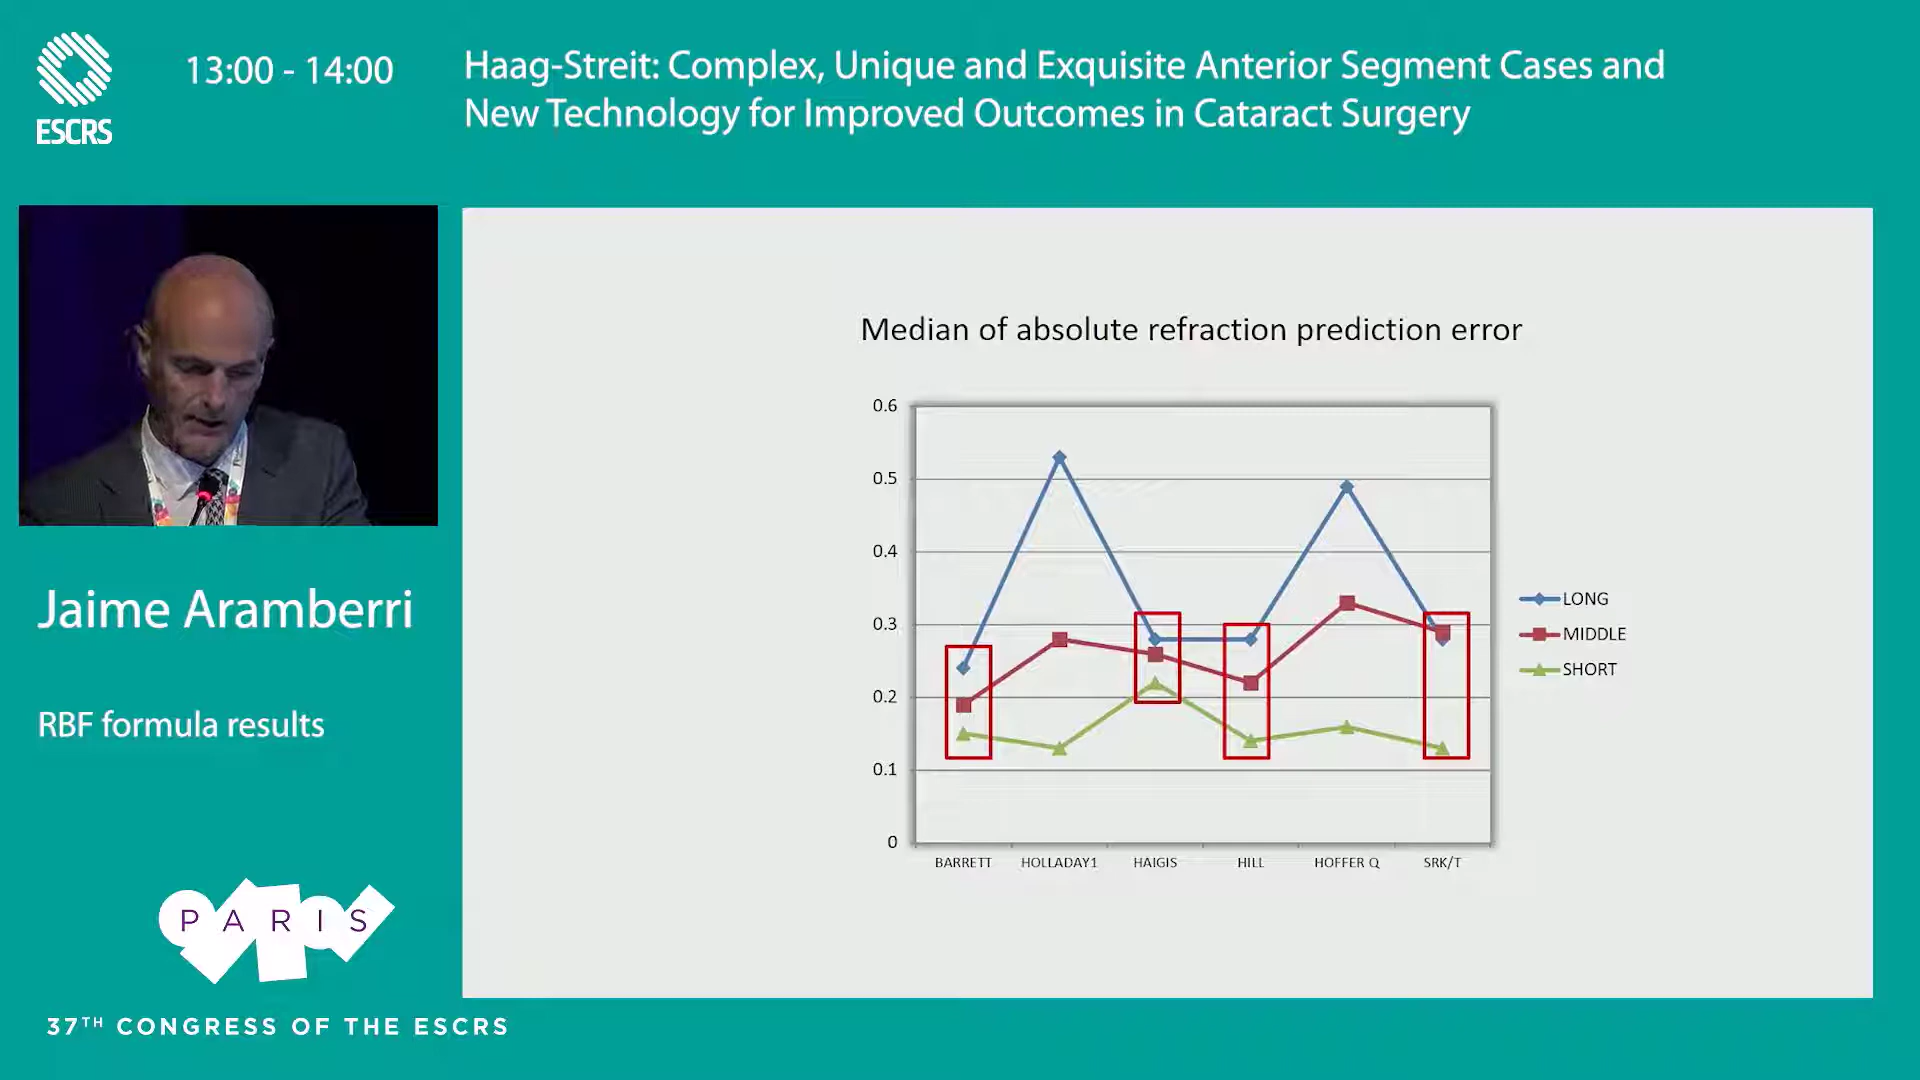 ESCRS
13:00 - 14:00
Haag-Streit: Complex, Unique and Exquisite Anterior Segment Cases and
New Technology for Improved Outcomes in Cataract Surgery
Jaime Aramberri
RBF formula results
PARIS
37TH CONGRESS OF THE ESCRS
Median of absolute refraction prediction error
0.6
0.5
0.4
0.3
0.2
0.1
0
BARRETT HOLLADAY1 HAIGIS HILL HOFFER Q SRK/T
LONG
MIDDLE
SHORT